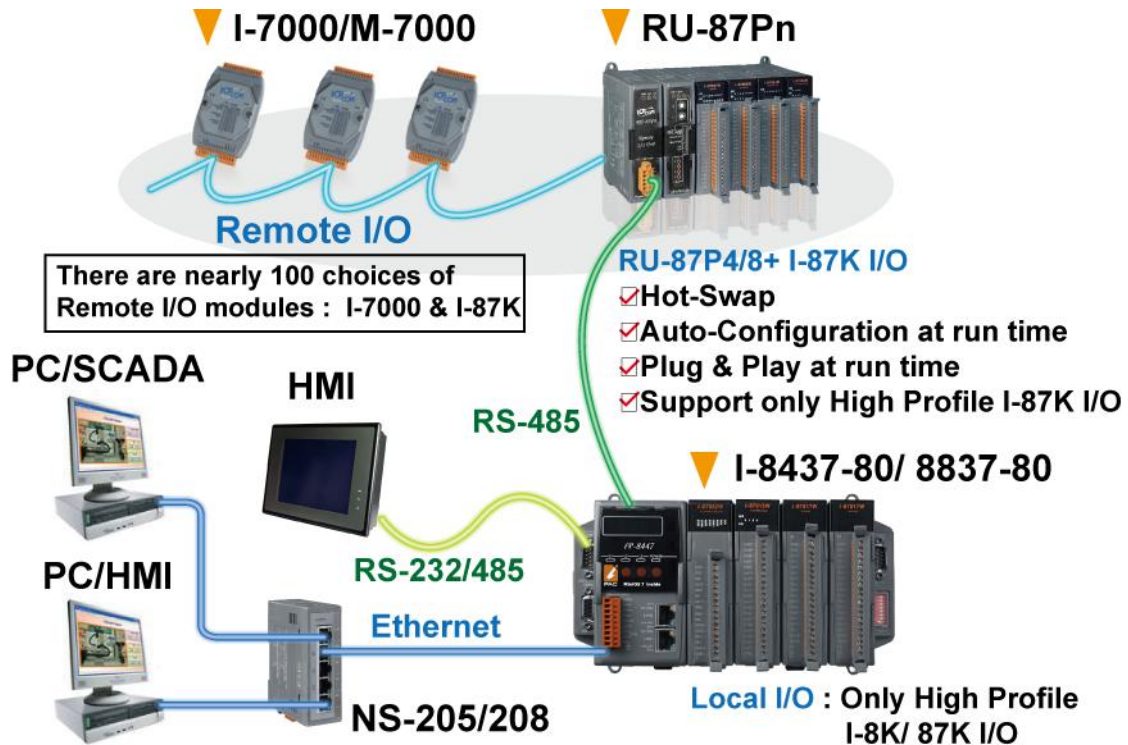 I-7000/M-7000
RU-87Pn
Remote I/O
There are nearly 100 choices of
Remote I/O modules : I-7000 & I-87K
RU-87P4/8+ I-87K I/O
Hot-Swap
Auto-Configuration at run time
Plug & Play at run time
Support only High Profile I-87K I/O
PC/SCADA
HMI
RS-485
I-8437-80/ 8837-80
FP-8447
PAC
RS-232/485
PC/HMI
Ethernet
NS-205/208
Local I/O : Only High Profile
I-8K/ 87K I/O